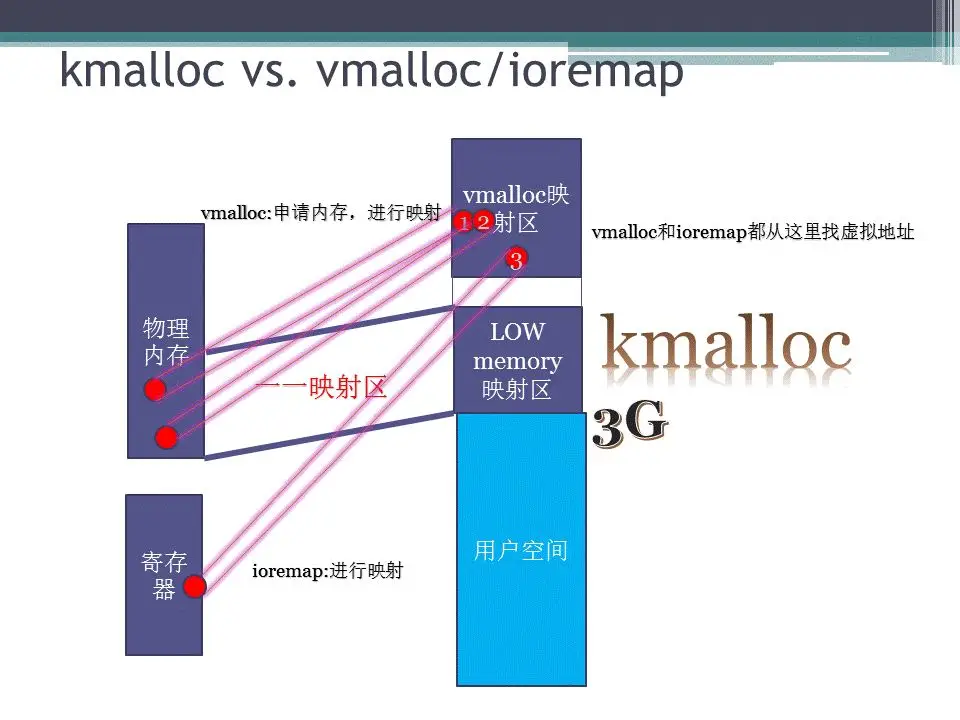 kmalloc vs. vmalloc/ioremap
vmalloc映
射区
1
2
3
vmalloc:申请内存，进行映射
vmalloc和ioremap都从这里找虚拟地址
物理
内存
LOW
memory
映射区
kmalloc
一一映射区
3G
用户空间
寄存
器
ioremap:进行映射